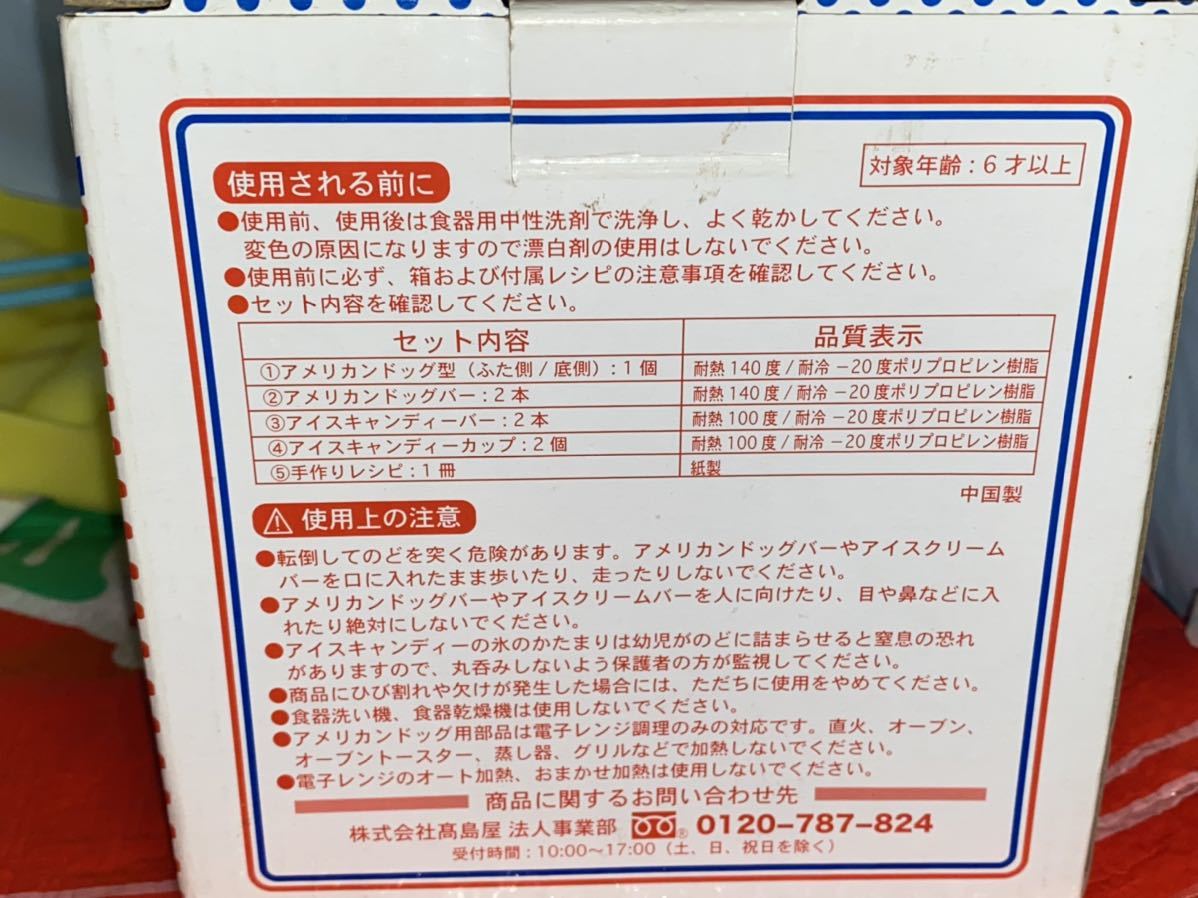 対象年齢：6才以上
使用される前に
●使用前、使用後は食器用中性洗剤で洗浄し、よく乾かしてください。
変色の原因になりますので漂白剤の使用はしないでください。
●使用前に必ず、箱および付属レシピの注意事項を確認してください。
●セット内容を確認してください。
セット内容 品質表示
①アメリカンドッグ型（ふた側/底側）：1個 耐熱140度/耐冷－20度ポリプロピレン樹脂
②アメリカンドッグバー：2本 耐熱140度/耐冷－20度ポリプロピレン樹脂
③アイスキャンディーバー：2本 耐熱100度/耐冷－20度ポリプロピレン樹脂
④アイスキャンディーカップ：2個 耐熱100度/耐冷－20度ポリプロピレン樹脂
⑤手作りレシピ：1冊 紙製
中国製
⚠ 使用上の注意
●転倒してのどを突く危険があります。アメリカンドッグバーやアイスクリーム
バーを口に入れたまま歩いたり、走ったりしないでください。
●アメリカンドッグバーやアイスクリームバーを人に向けたり、目や鼻などに入
れたり絶対にしないでください。
●アイスキャンディーの氷のかたまりは幼児がのどに詰まらせると窒息の恐れ
がありますので、丸呑みしないよう保護者の方が監視してください。
●商品にひび割れや欠けが発生した場合には、ただちに使用をやめてください。
●食器洗い機、食器乾燥機は使用しないでください。
●アメリカンドッグ用部品は電子レンジ調理のみの対応です。直火、オーブン、
オーブントースター、蒸し器、グリルなどで加熱しないでください。
●電子レンジのオート加熱、おまかせ加熱は使用しないでください。
商品に関するお問い合わせ先
株式会社髙島屋 法人事業部 ® 0120-787-824
受付時間：10:00〜17:00（土、日、祝日を除く）